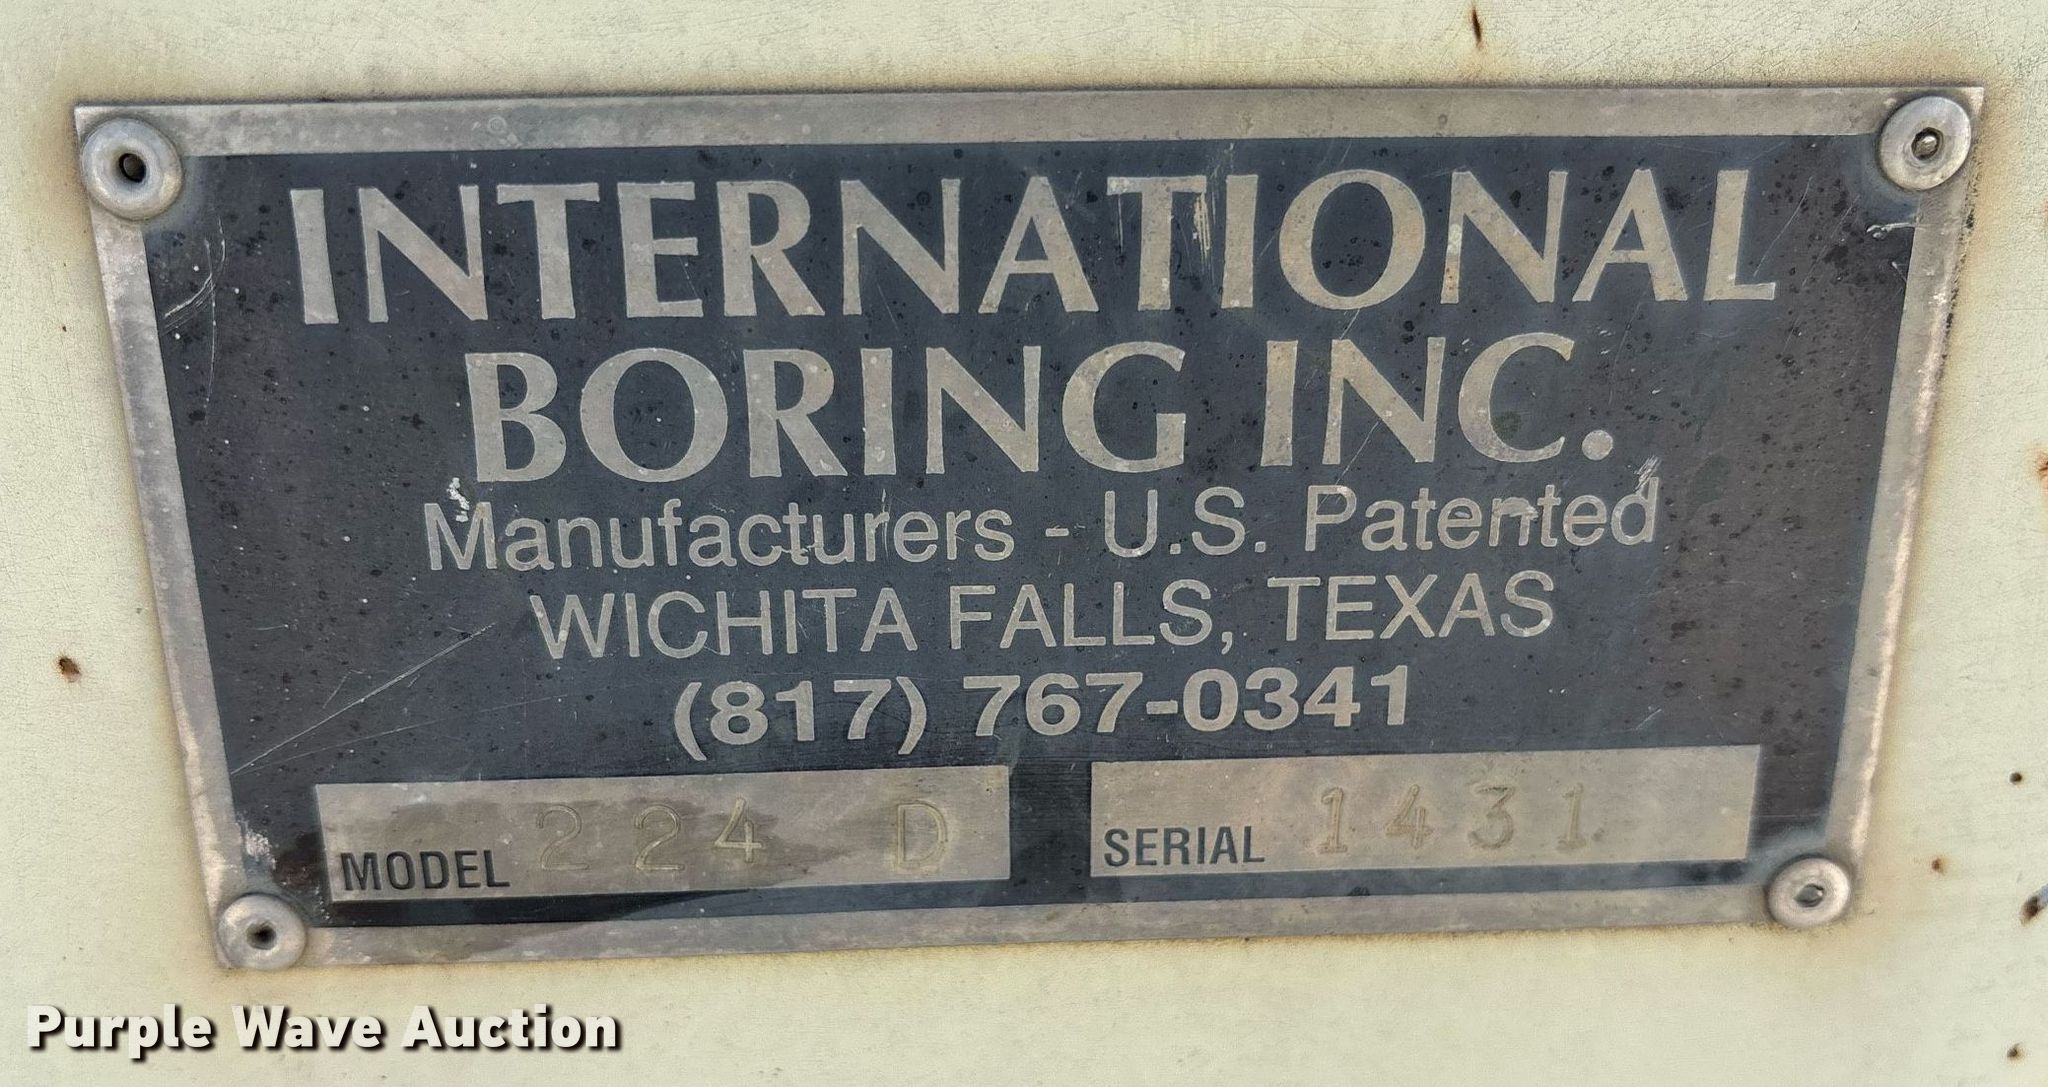 INTERNATIONAL
BORING INC.
Manufacturers - U.S. Patented
WICHITA FALLS, TEXAS
(817) 767-0341
MODEL 224 D SERIAL 1431
Purple Wave Auction